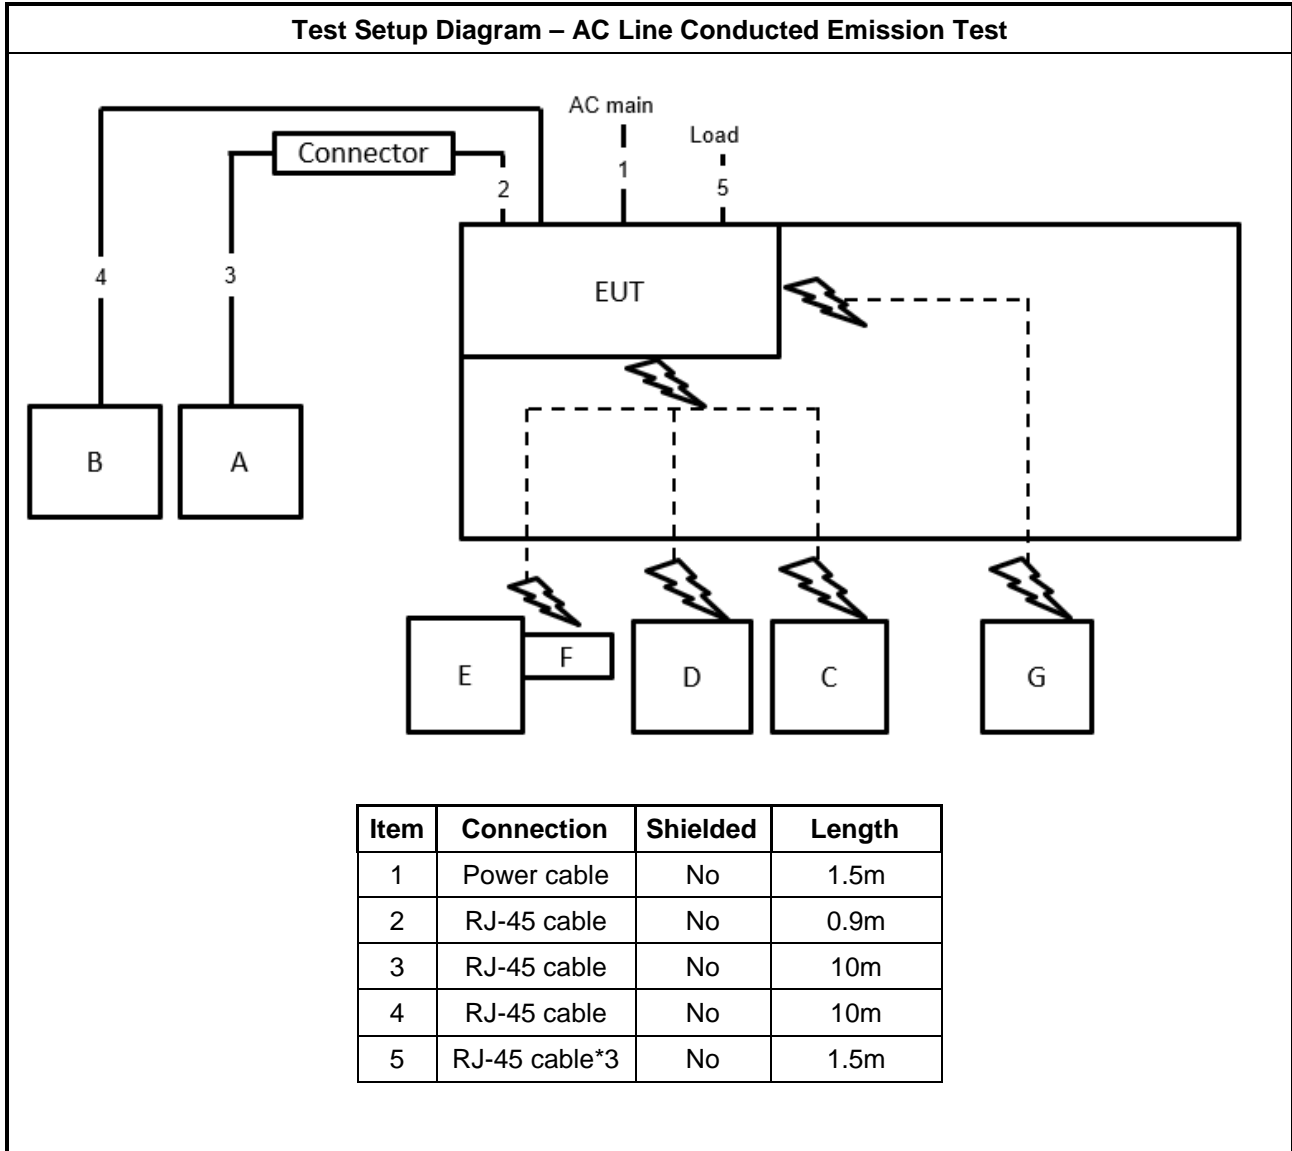 Test Setup Diagram – AC Line Conducted Emission Test
AC main
Load
Connector
1
2
5
4
3
EUT
B
A
E
F
D
C
G
Item Connection Shielded Length
1 Power cable No 1.5m
2 RJ-45 cable No 0.9m
3 RJ-45 cable No 10m
4 RJ-45 cable No 10m
5 RJ-45 cable*3 No 1.5m